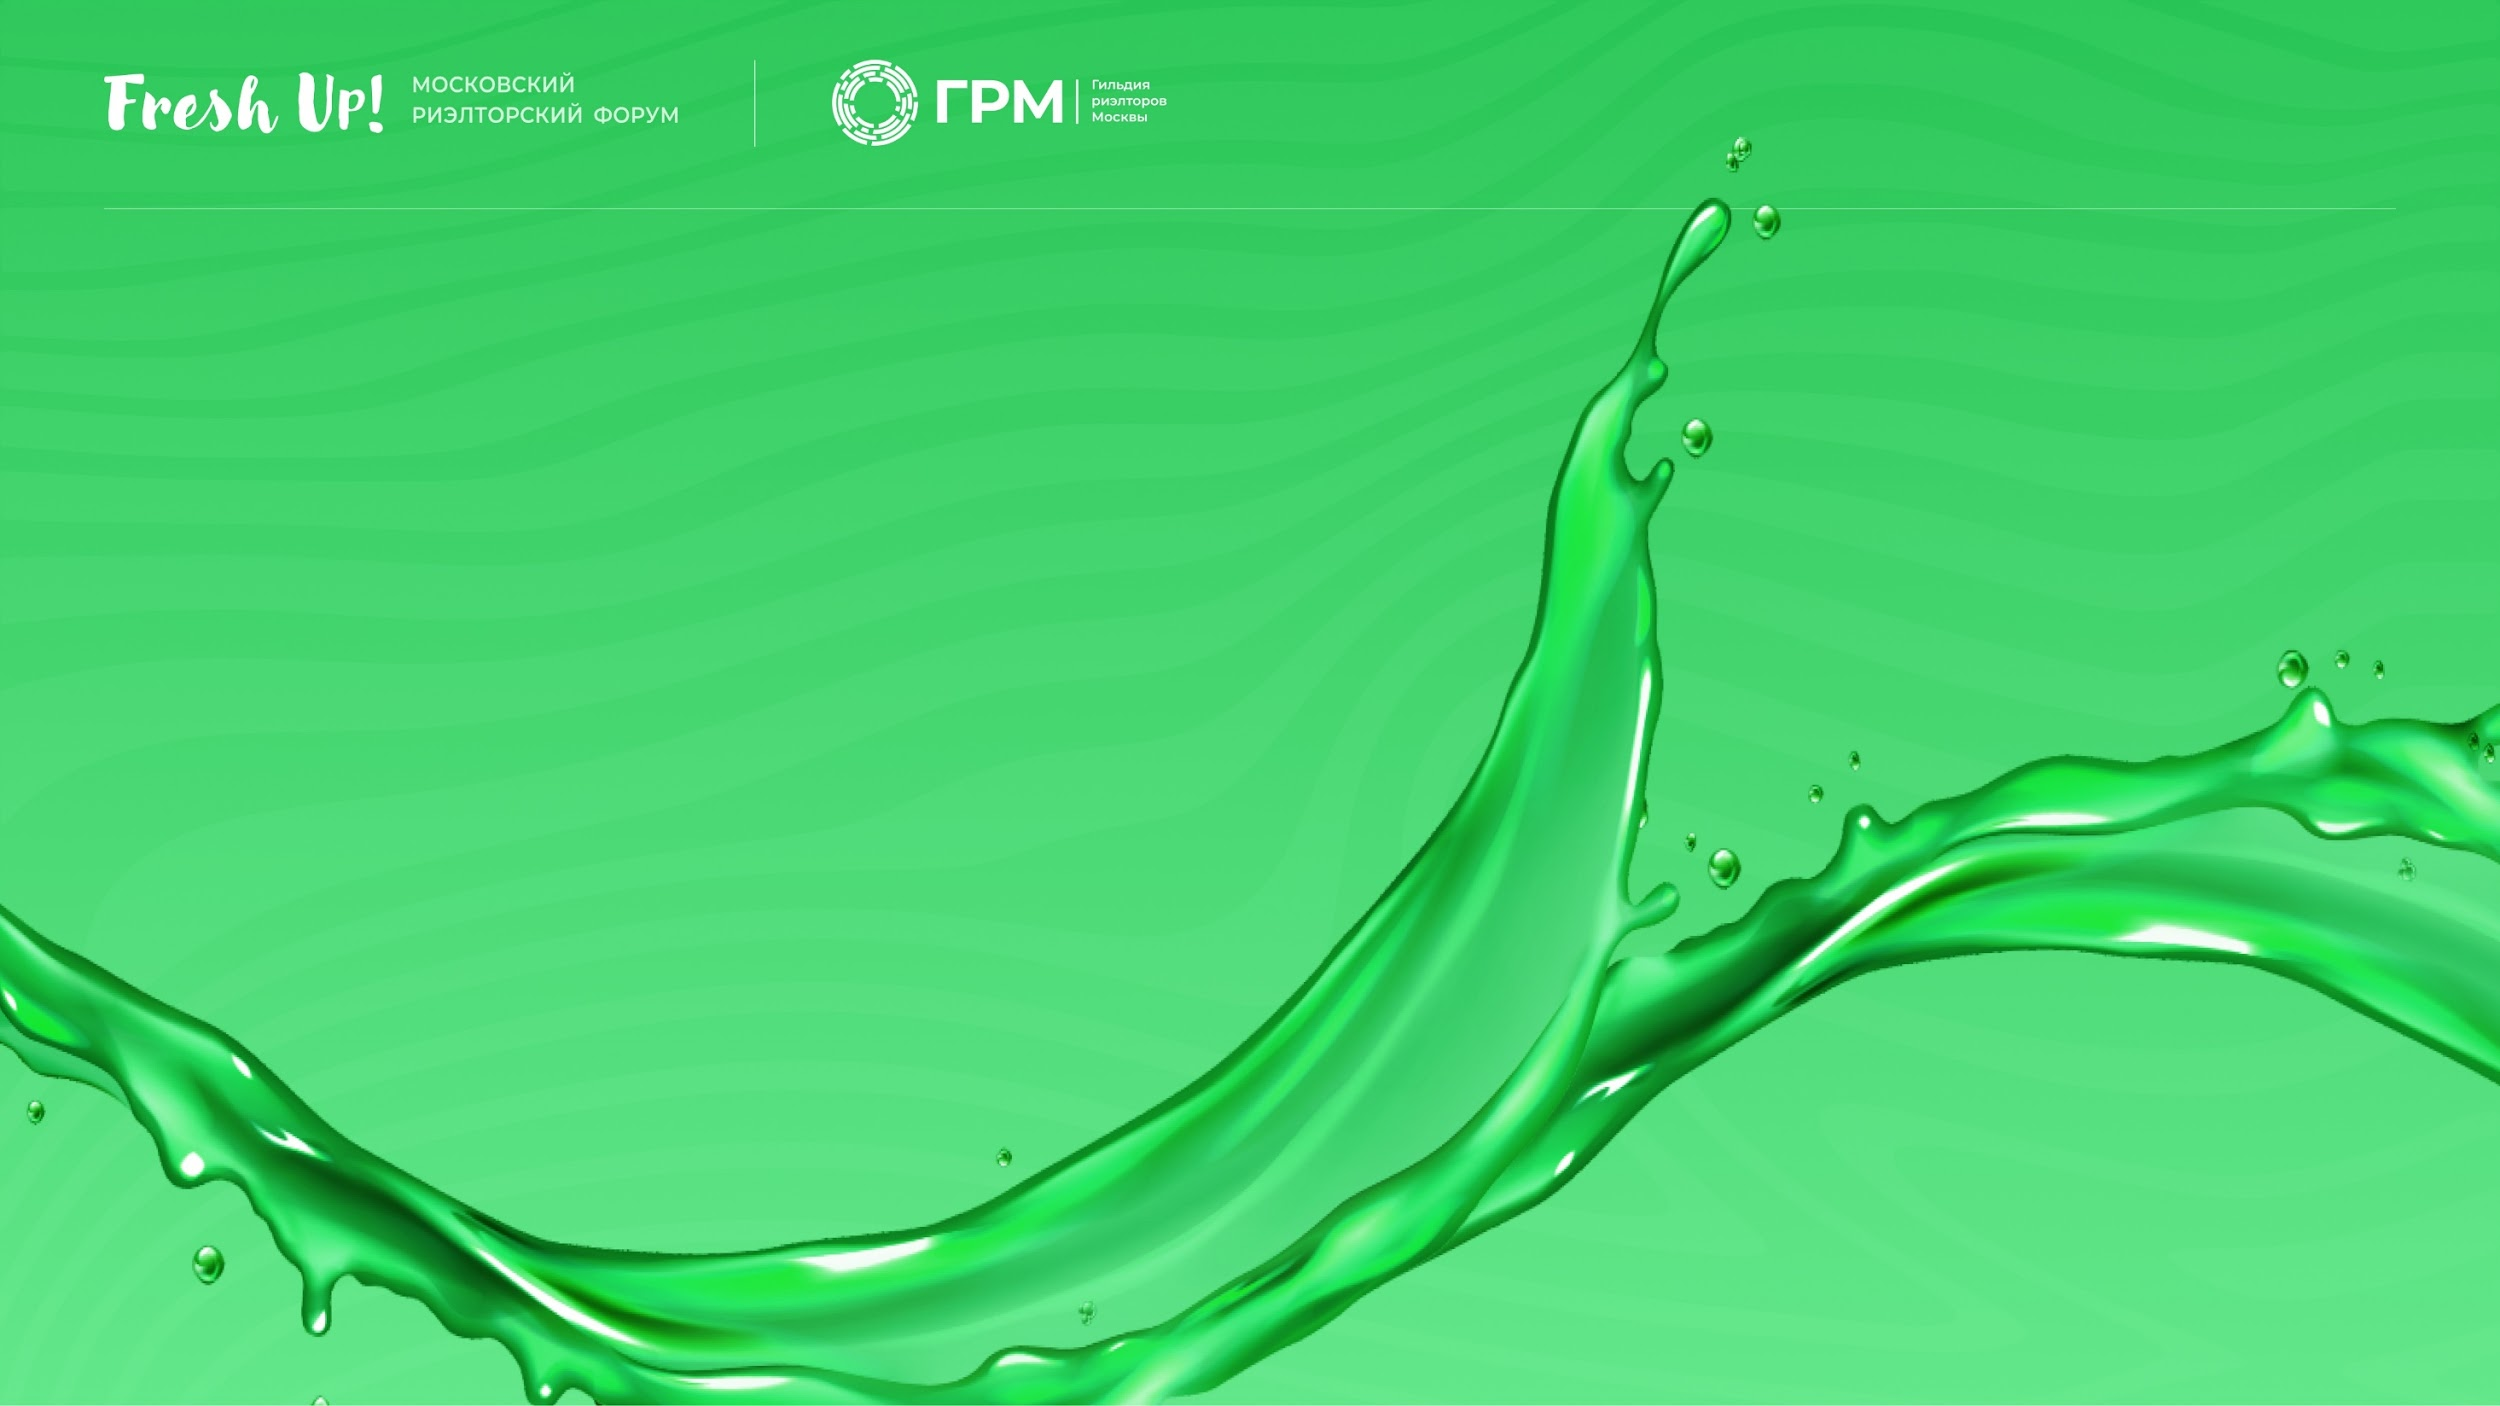 Fresh Up!
МОСКОВСКИЙ
РИЭЛТОРСКИЙ ФОРУМ
ГРМ
Гильдия
риэлторов
Москвы